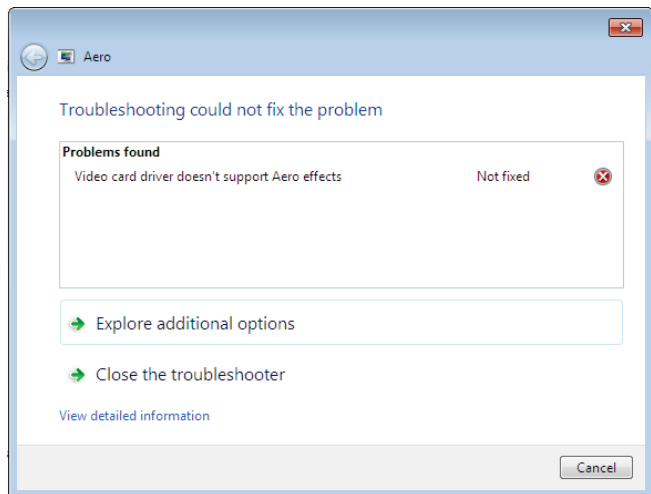 Aero
Troubleshooting could not fix the problem
Problems found
Video card driver doesn't support Aero effects Not fixed
Explore additional options
Close the troubleshooter
View detailed information
Cancel